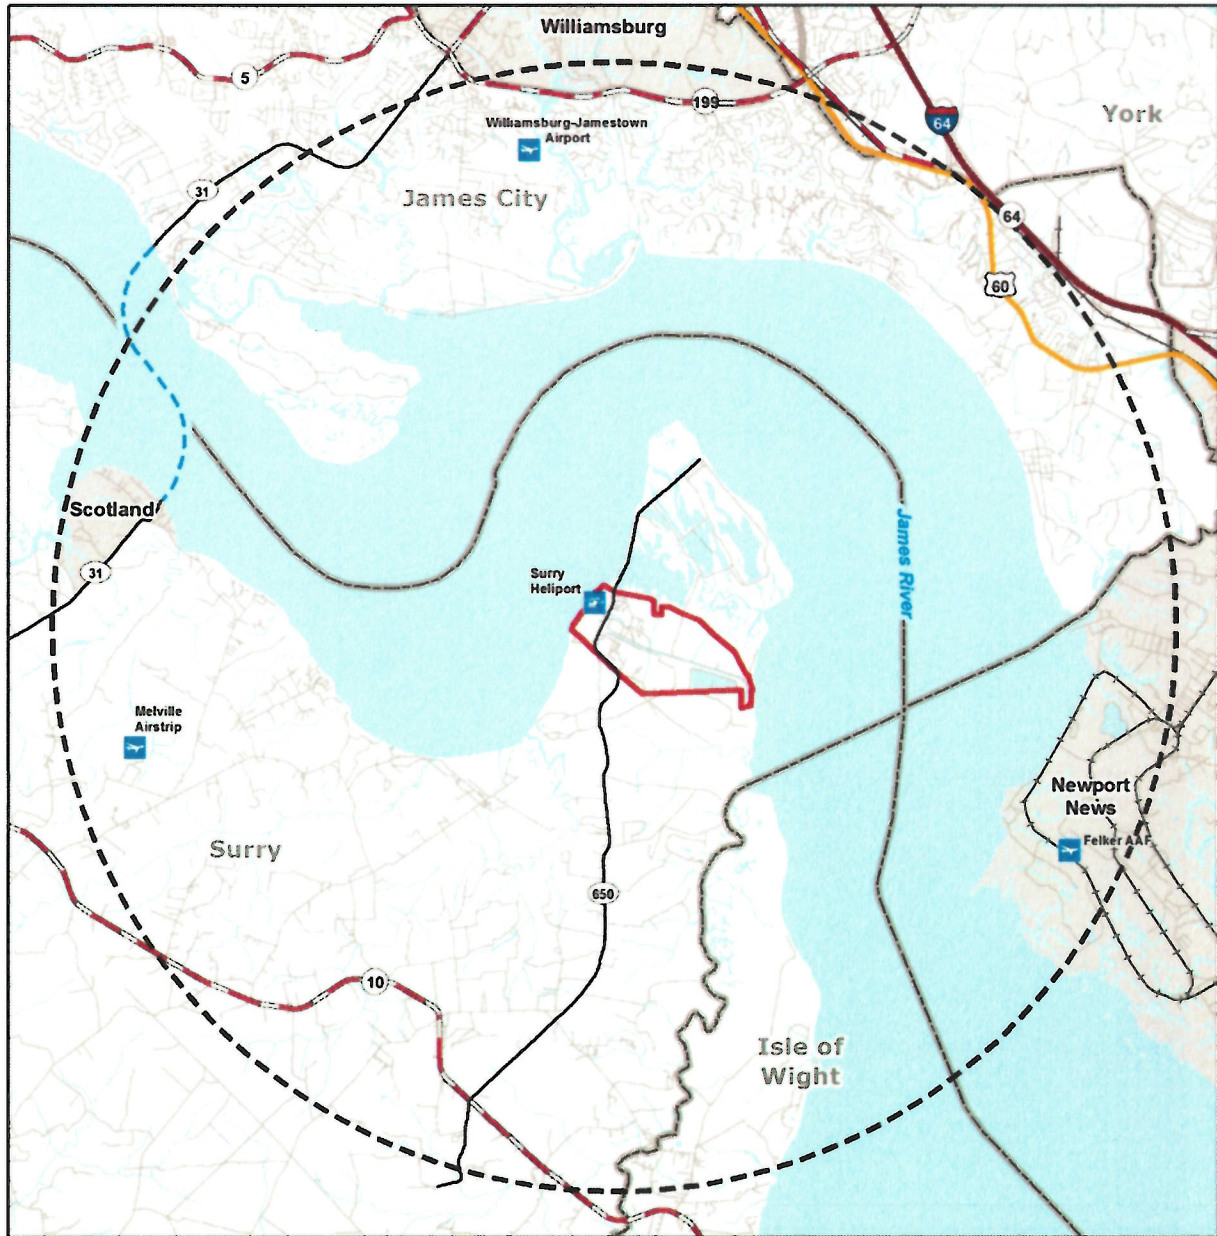 Williamsburg
5
199
64
York
Williamsburg-Jamestown
Airport
31
James City
64
60
Scotland
James River
31
Surry
Heliport
Melville
Airstrip
Newport
News
Felker AAF
Surry
650
10
Isle of
Wight